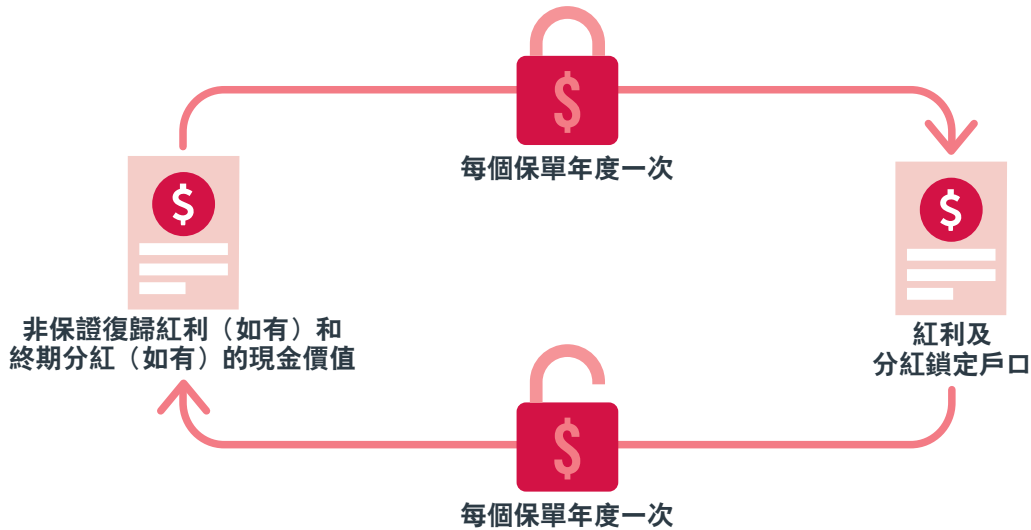 $
每個保單年度一次
$
$
非保證復歸紅利（如有）和
終期分紅（如有）的現金價值
紅利及
分紅鎖定戶口
$
每個保單年度一次